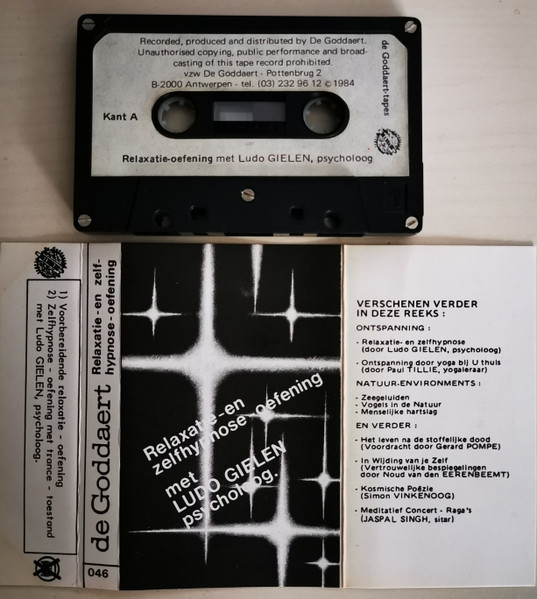 Recorded, produced and distributed by De Goddaert.
Unauthorised copying, public performance and broad-
casting of this tape record prohibited.
vzw De Goddaert - Pottenbrug 2
B-2000 Antwerpen - tel. (03) 232 96 12 © 1984
Kant A
Relaxatie-oefening met Ludo GIELEN, psycholoog
de Goddaert-tapes
1) Voorbereidende relaxatie - oefening
2) Zelfhypnose - oefening met trance - toestand
met Ludo GIELEN, psycholoog.
de Goddaert
Relaxatie-en zelf-
hypnose-oefening
046
Relaxatie-en
zelfhypnose-oefening
met
LUDO GIELEN
psycholoog.
VERSCHENEN VERDER
IN DEZE REEKS :
ONTSPANNING :
- Relaxatie- en zelfhypnose
(door Ludo GIELEN, psycholoog)
- Ontspanning door yoga bij U thuis
(door Paul TILLIE, yogaleraar)
NATUUR-ENVIRONMENTS :
- Zeegeluiden
- Vogels in de Natuur
- Menselijke hartslag
EN VERDER :
- Het leven na de stoffelijke dood
(Voordracht door Gerard POMPE)
- In Wijding van je Zelf
(Vertrouwelijke bespiegelingen
door Noud van den EERENBEEMT)
- Kosmische Poëzie
(Simon VINKENOOG)
- Meditatief Concert - Raga's
(JASPAL SINGH, sitar)